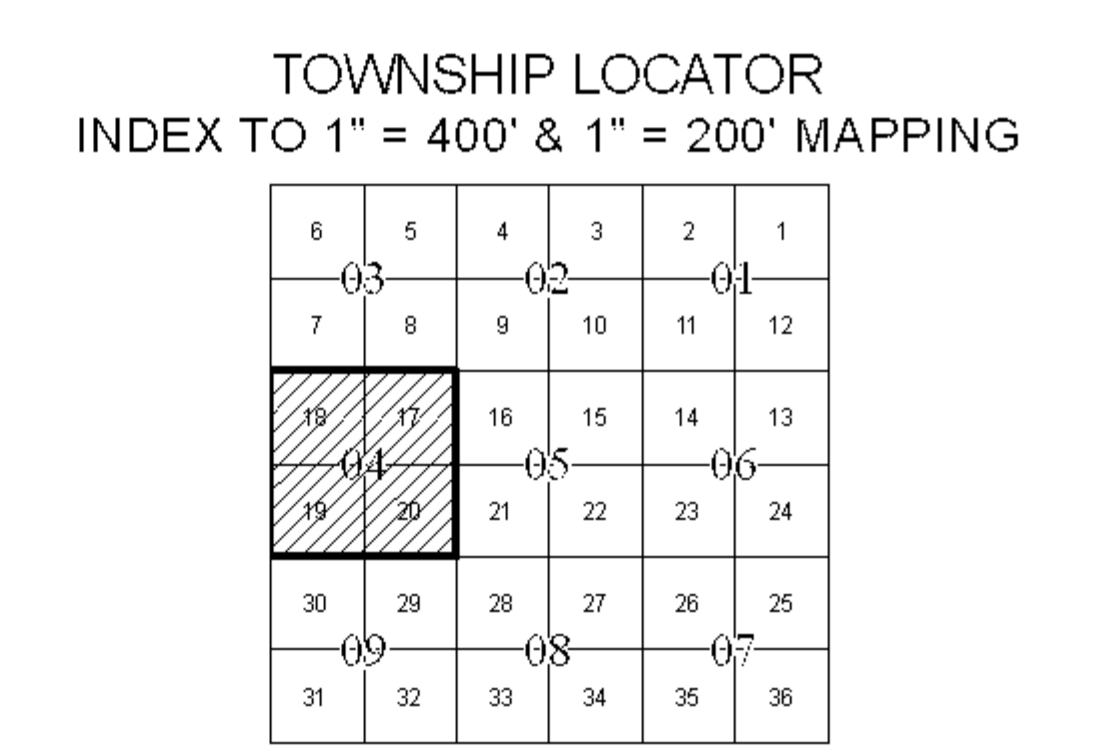 TOWNSHIP LOCATOR
INDEX TO 1" = 400' & 1" = 200' MAPPING
6 5 4 3 2 1
03 02 01
7 8 9 10 11 12
18 17 16 15 14 13
04 05 06
19 20 21 22 23 24
30 29 28 27 26 25
09 08 07
31 32 33 34 35 36